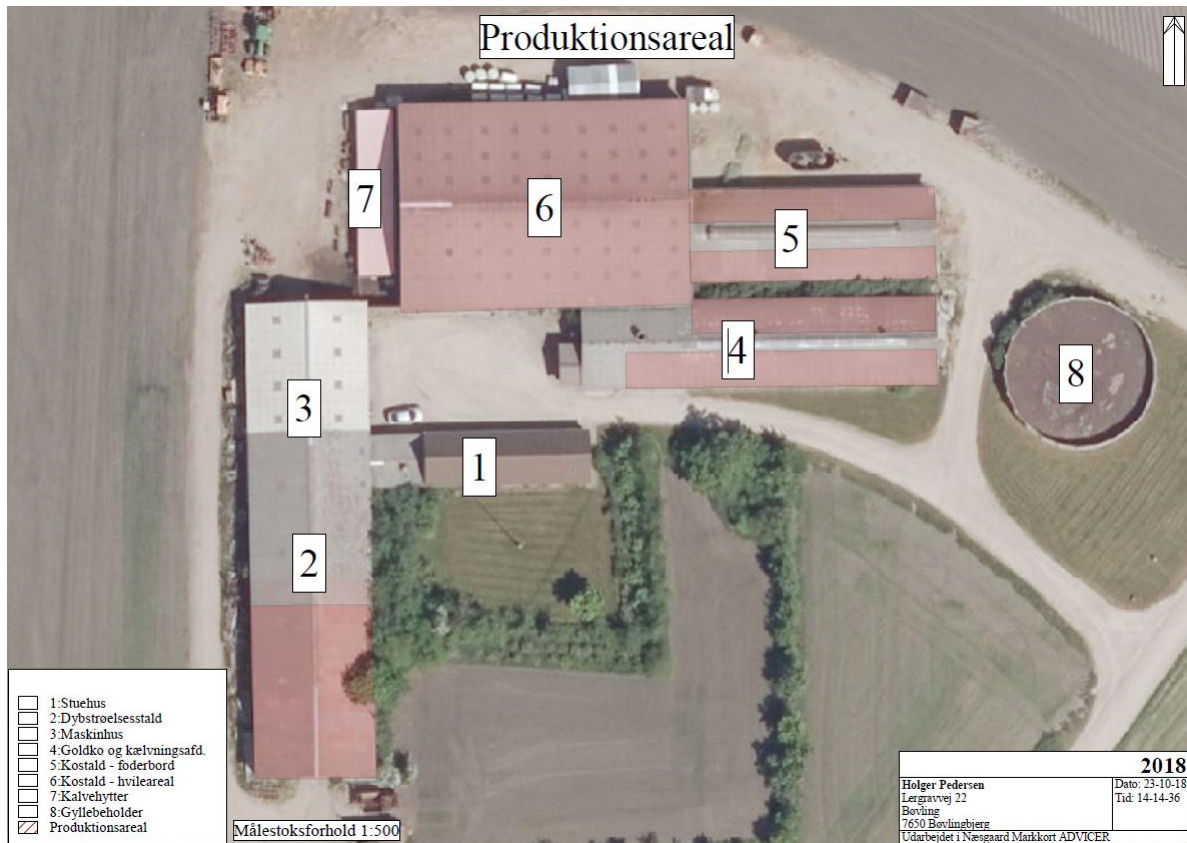 Produktionsareal
7
6
5
4
8
3
1
2
1:Stuehus
2:Dybstrøelsesstald
3:Maskinhus
4:Goldko og kælvningsafd.
5:Kostald - foderbord
6:Kostald - hvileareal
7:Kalvehytter
8:Gyllebeholder
Produktionsareal
Målestoksforhold 1:500
2018
Holger Pedersen
Lergravvej 22
Bøvling
7650 Bøvlingbjerg
Dato: 23-10-18
Tid: 14-14-36
Udarbejdet i Næsgaard Markkort ADVICER